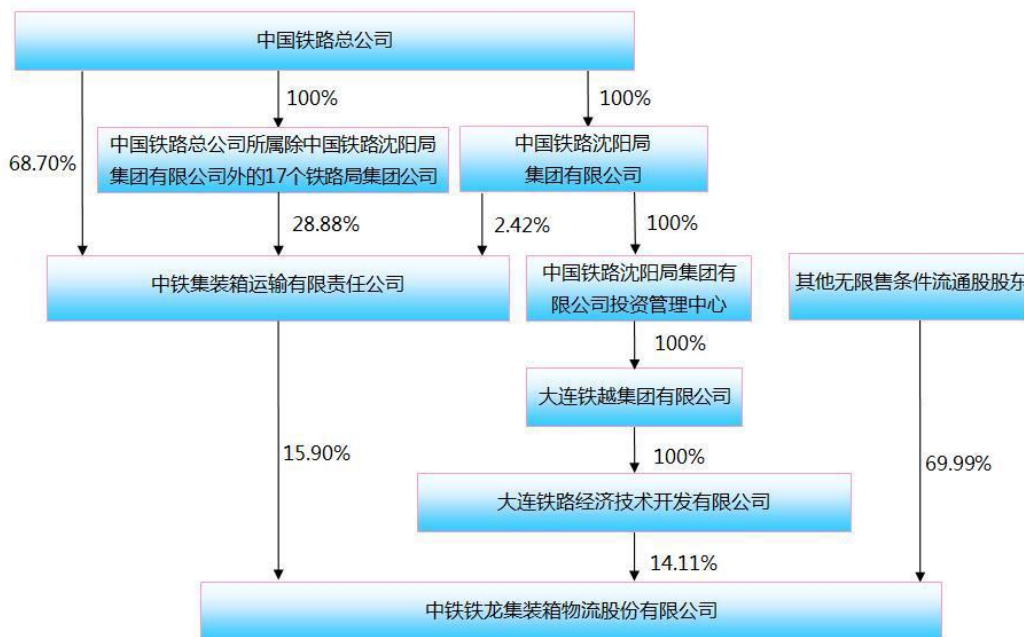 中国铁路总公司
100%
100%
68.70%
中国铁路总公司所属除中国铁路沈阳局
集团有限公司外的17个铁路局集团公司
中国铁路沈阳局
集团有限公司
28.88%
2.42%
100%
中铁集装箱运输有限责任公司
中国铁路沈阳局集团有
限公司投资管理中心
其他无限售条件流通股股东
100%
大连铁越集团有限公司
15.90%
100%
69.99%
大连铁路经济技术开发有限公司
14.11%
中铁铁龙集装箱物流股份有限公司